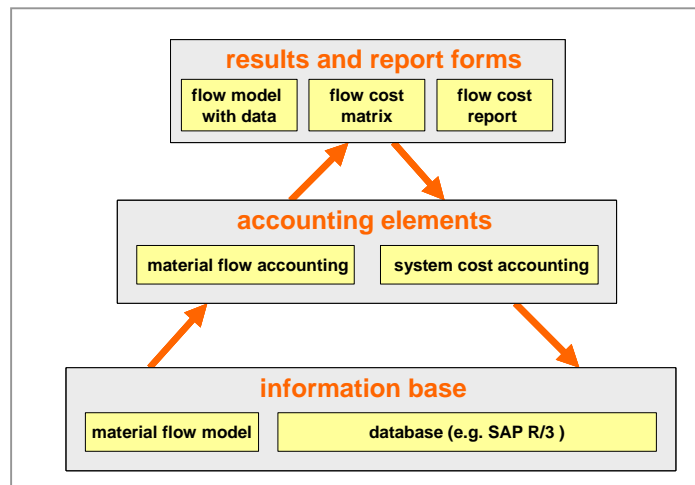 results and report forms
flow model
with data
flow cost
matrix
flow cost
report
accounting elements
material flow accounting
system cost accounting
information base
material flow model
database (e.g. SAP R/3 )